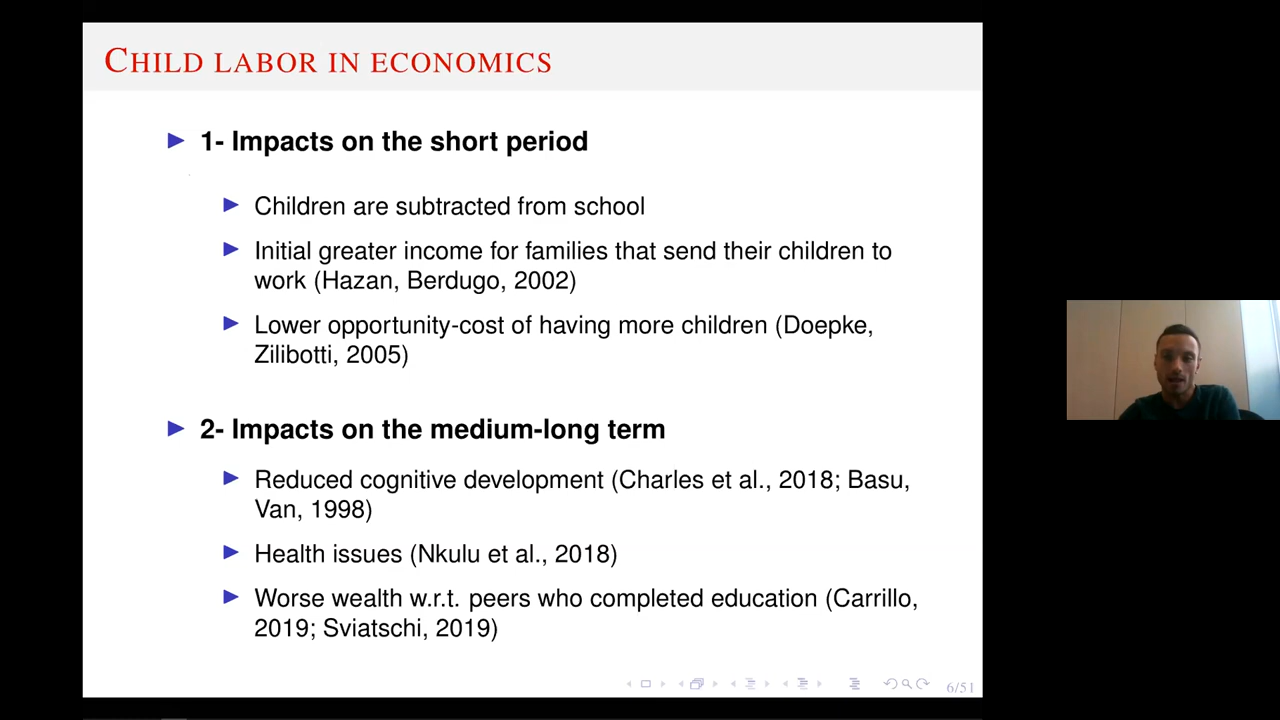 CHILD LABOR IN ECONOMICS
1- Impacts on the short period
Children are subtracted from school
Initial greater income for families that send their children to
work (Hazan, Berdugo, 2002)
Lower opportunity-cost of having more children (Doepke,
Zilibotti, 2005)
2- Impacts on the medium-long term
Reduced cognitive development (Charles et al., 2018; Basu,
Van, 1998)
Health issues (Nkulu et al., 2018)
Worse wealth w.r.t. peers who completed education (Carrillo,
2019; Sviatschi, 2019)
6/51